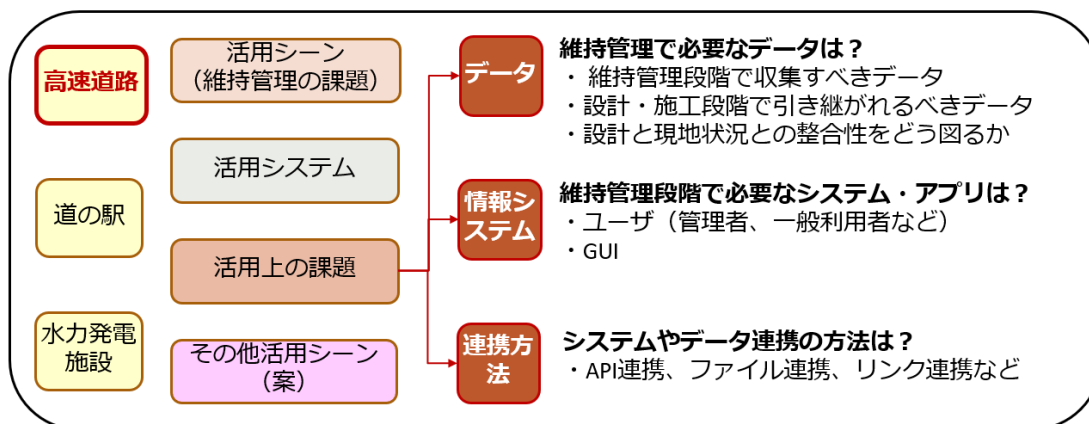 高速道路
道の駅
水力発電
施設
活用シーン
（維持管理の課題）
活用システム
活用上の課題
その他活用シーン
（案）
データ
維持管理で必要なデータは？
・ 維持管理段階で収集すべきデータ
・設計・施工段階で引き継がれるべきデータ
・設計と現地状況との整合性をどう図るか
情報シ
ステム
維持管理段階で必要なシステム・アプリは？
・ユーザ（管理者、一般利用者など）
・GUI
連携方
法
システムやデータ連携の方法は？
・API連携、ファイル連携、リンク連携など